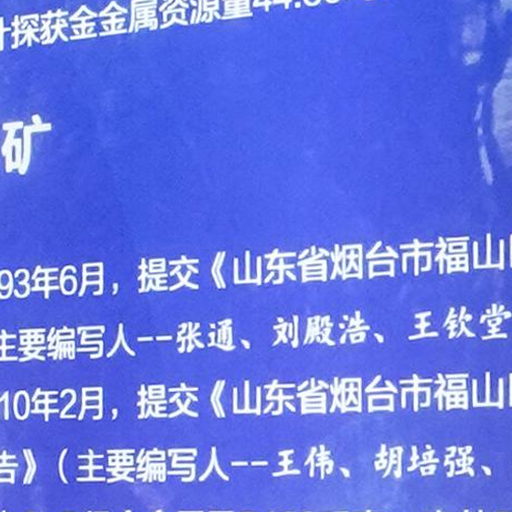 计探获金金属资源量44.
矿
93年6月，提交《山东省烟台市福山
主要编写人--张通、刘殿浩、王钦堂
10年2月，提交《山东省烟台市福山
告》（主要编写人--王伟、胡培强、